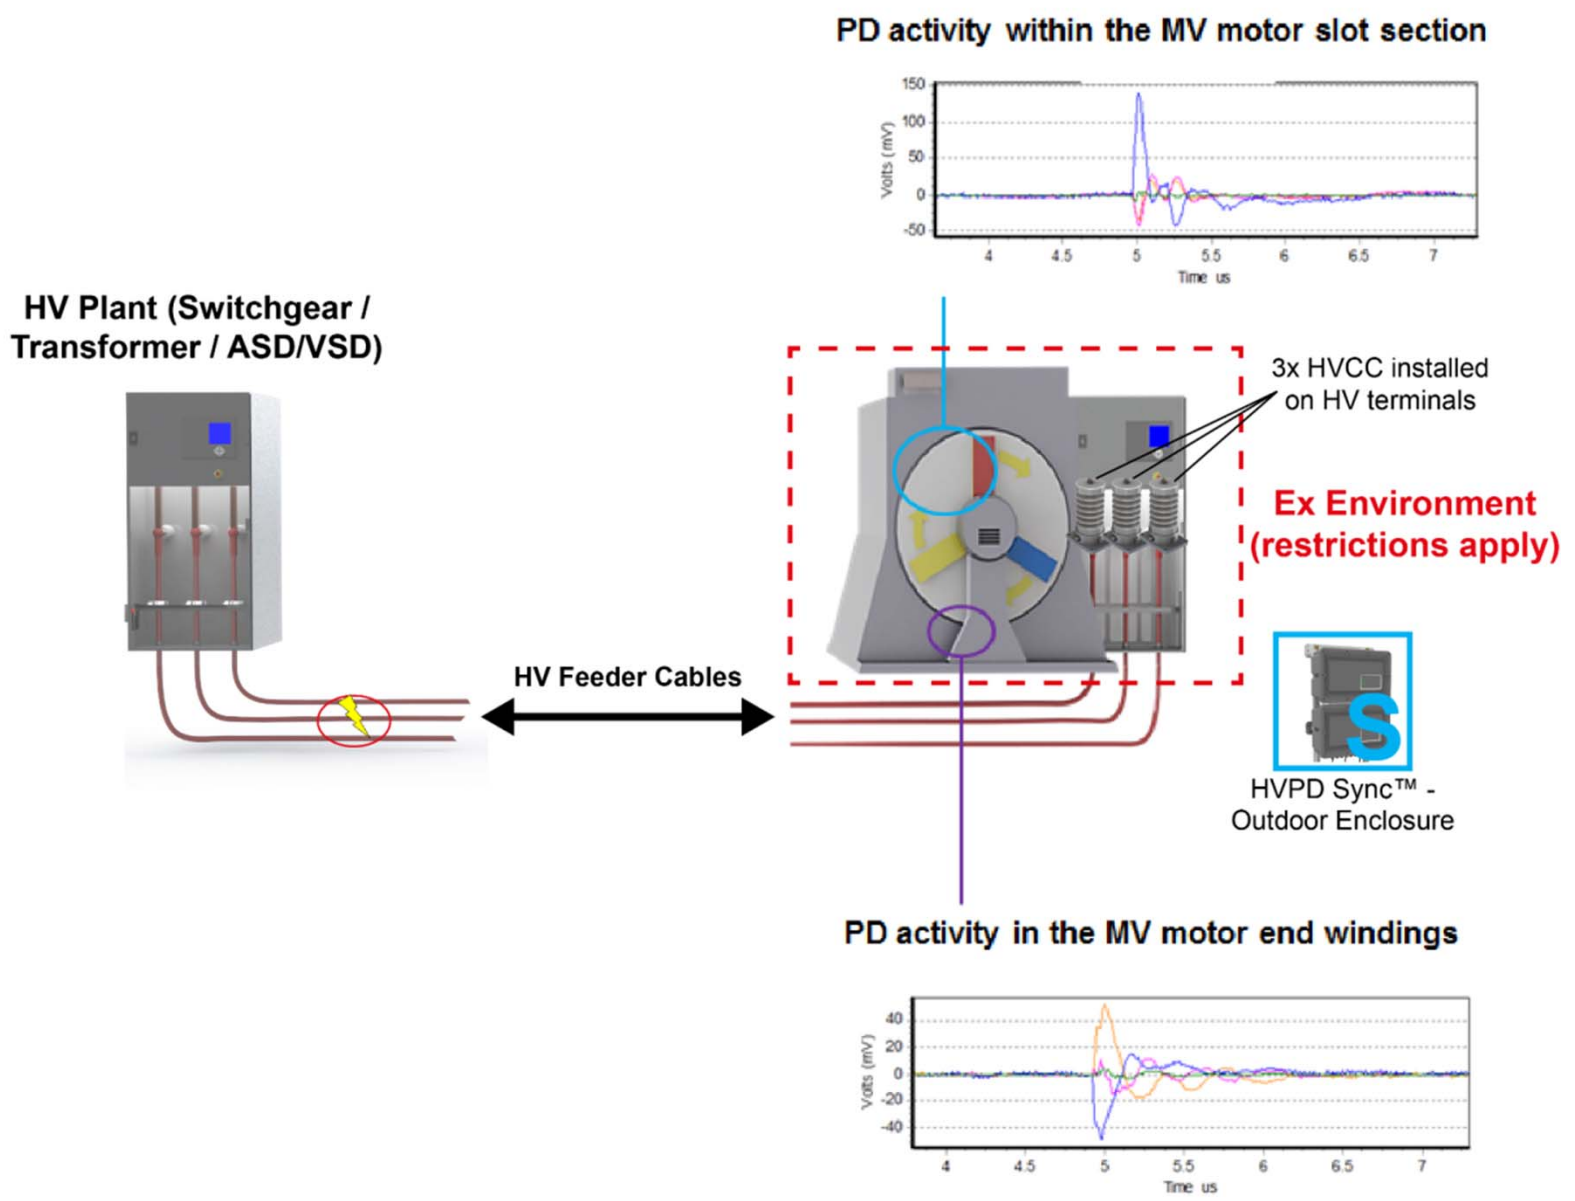 PD activity within the MV motor slot section
150
100
50
0
-50
Volts (mV)
4 4.5 5 5.5 6 6.5 7
Time us
HV Plant (Switchgear /
Transformer / ASD/VSD)
3x HVCC installed
on HV terminals
Ex Environment
(restrictions apply)
HV Feeder Cables
S
HVPD Sync™ -
Outdoor Enclosure
PD activity in the MV motor end windings
40
20
0
-20
-40
Volts (mV)
4 4.5 5 5.5 6 6.5 7
Time us